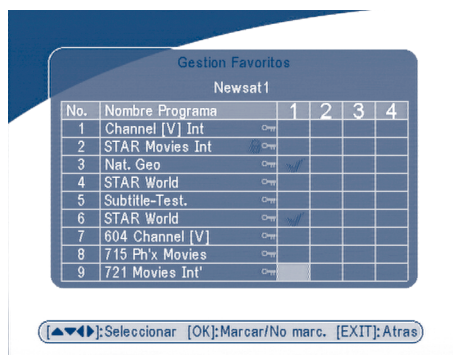 Gestion Favoritos
Newsat1
No. Nombre Programa 1 2 3 4
1 Channel [V] Int
2 STAR Movies Int
3 Nat. Geo
4 STAR World
5 Subtitle-Test.
6 STAR World
7 604 Channel [V]
8 715 Ph'x Movies
9 721 Movies Int'
[▲▼◀▶]:Seleccionar [OK]:Marcar/No marc. [EXIT]:Atras